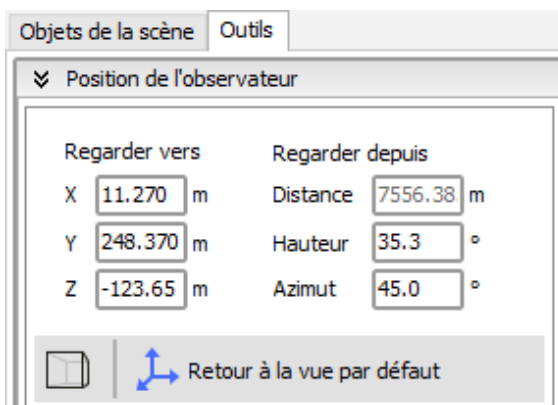 Objets de la scène Outils
Position de l'observateur
Regarder vers Regarder depuis
X 11.270 m Distance 7556.38 m
Y 248.370 m Hauteur 35.3 °
Z -123.65 m Azimut 45.0 °
Retour à la vue par défaut